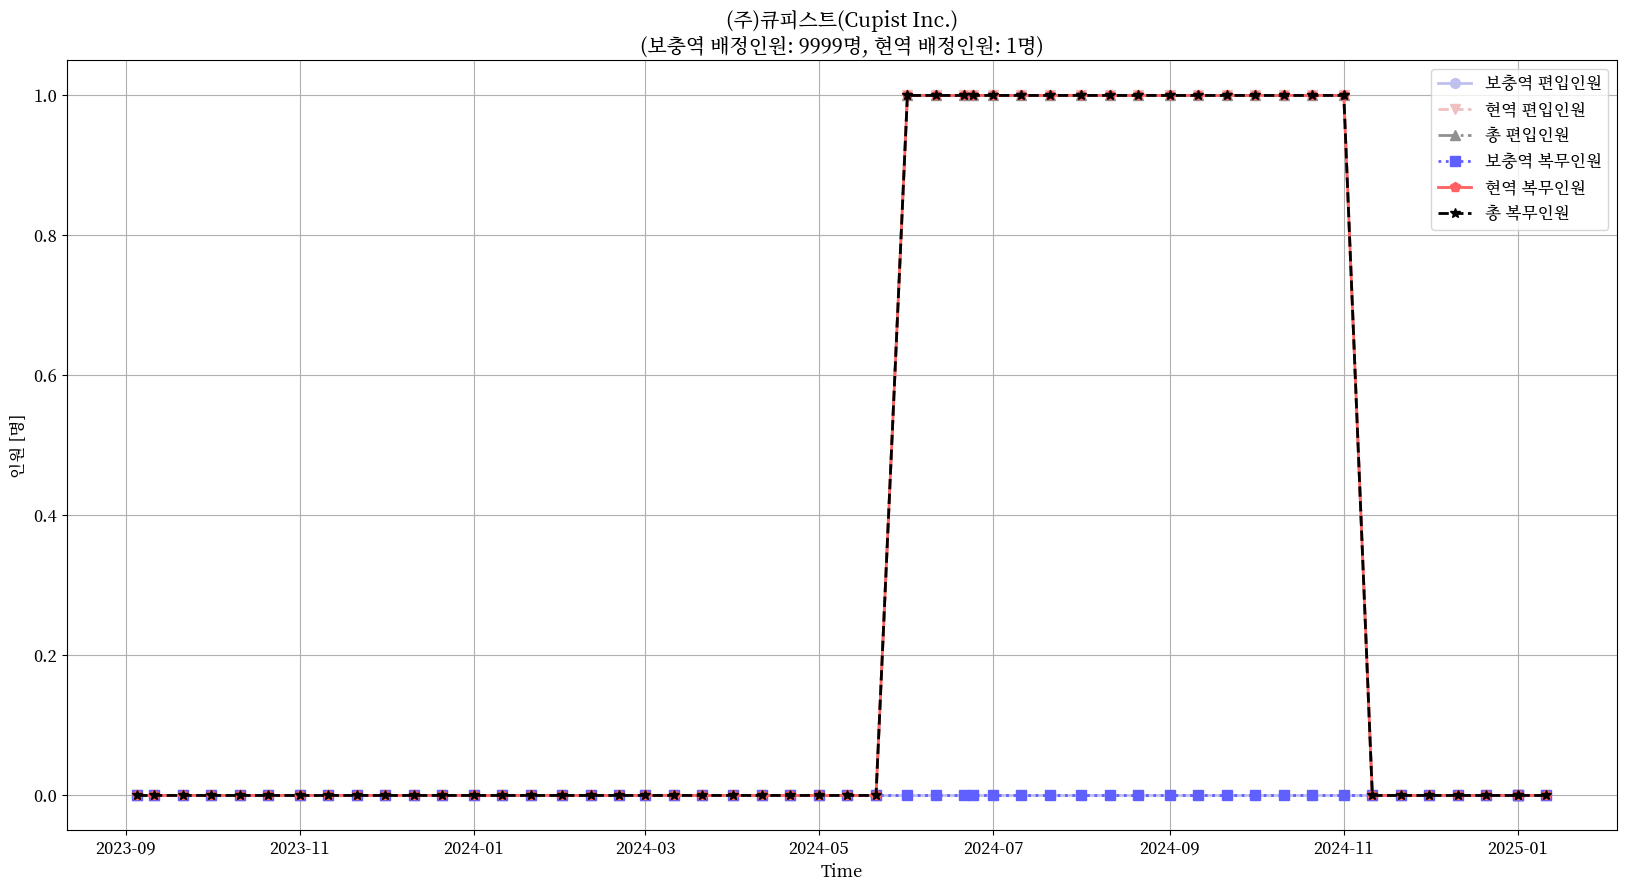 (주)큐피스트(Cupist Inc.)
(보충역 배정인원: 9999명, 현역 배정인원: 1명)
보충역 편입인원
현역 편입인원
총 편입인원
보충역 복무인원
현역 복무인원
총 복무인원
인원 [명]
1.0
0.8
0.6
0.4
0.2
0.0
2023-09 2023-11 2024-01 2024-03 2024-05 2024-07 2024-09 2024-11 2025-01
Time